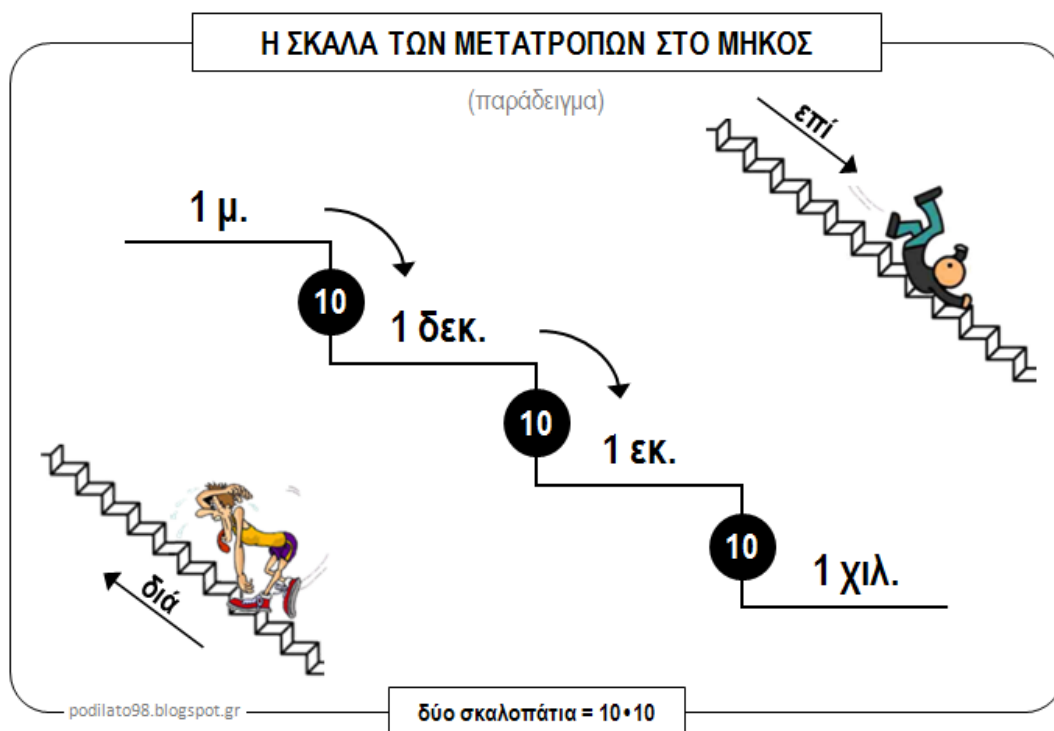 Η ΣΚΑΛΑ ΤΩΝ ΜΕΤΑΤΡΟΠΩΝ ΣΤΟ ΜΗΚΟΣ
(παράδειγμα)
επί
1 μ.
10
1 δεκ.
10
1 εκ.
10
1 χιλ.
διά
podilato98.blogspot.gr
δύο σκαλοπάτια = 10•10